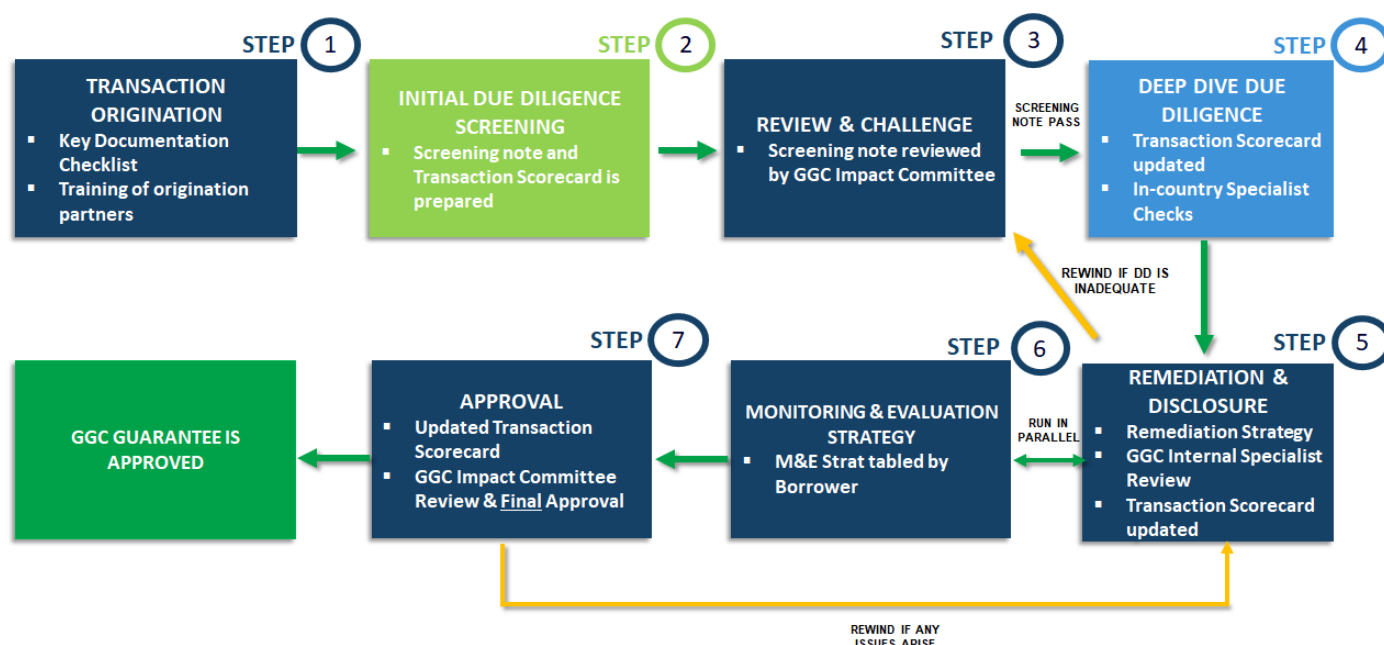 STEP 1
TRANSACTION
ORIGINATION
▪ Key Documentation
Checklist
▪ Training of origination
partners
STEP 2
INITIAL DUE DILIGENCE
SCREENING
▪ Screening note and
Transaction Scorecard is
prepared
STEP 3
REVIEW & CHALLENGE
▪ Screening note reviewed
by GGC Impact Committee
SCREENING
NOTE PASS
STEP 4
DEEP DIVE DUE
DILIGENCE
▪ Transaction Scorecard
updated
▪ In-country Specialist
Checks
REWIND IF DD IS
INADEQUATE
STEP 5
REMEDIATION &
DISCLOSURE
▪ Remediation Strategy
▪ GGC Internal Specialist
Review
▪ Transaction Scorecard
updated
RUN IN
PARALLEL
STEP 6
MONITORING & EVALUATION
STRATEGY
▪ M&E Strat tabled by
Borrower
STEP 7
APPROVAL
▪ Updated Transaction
Scorecard
▪ GGC Impact Committee
Review & Final Approval
GGC GUARANTEE IS
APPROVED
REWIND IF ANY
ISSUES ARISE